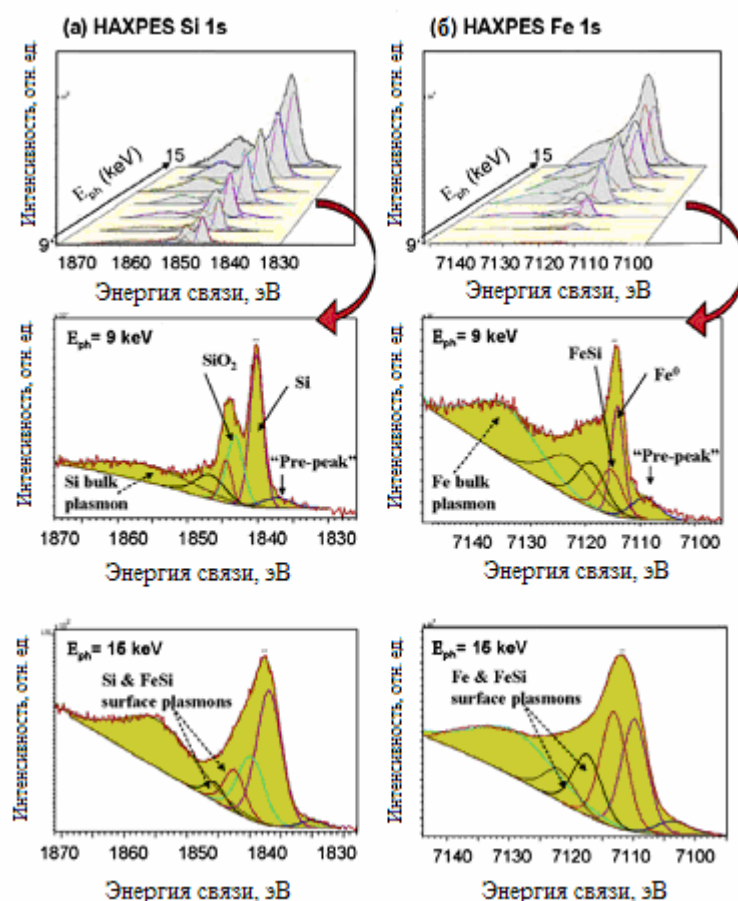 (a) HAXPES Si 1s
Интенсивность, отн. ед.
E_ph (keV)
15
9
1870 1860 1850 1840 1830
Энергия связи, эВ
(б) HAXPES Fe 1s
Интенсивность, отн. ед.
E_ph (keV)
15
9
7140 7130 7120 7110 7100
Энергия связи, эВ
E_ph= 9 keV
SiO₂
Si
“Pre-peak”
Si bulk
plasmon
Интенсивность, отн. ед.
1870 1860 1850 1840 1830
Энергия связи, эВ
E_ph= 9 keV
FeSi
Fe⁰
“Pre-peak”
Fe bulk
plasmon
Интенсивность, отн. ед.
7140 7130 7120 7110 7100
Энергия связи, эВ
E_ph= 15 keV
Si & FeSi
surface plasmons
Интенсивность, отн. ед.
1870 1860 1850 1840 1830
Энергия связи, эВ
E_ph= 15 keV
Fe & FeSi
surface plasmons
Интенсивность, отн. ед.
7140 7130 7120 7110 7100
Энергия связи, эВ